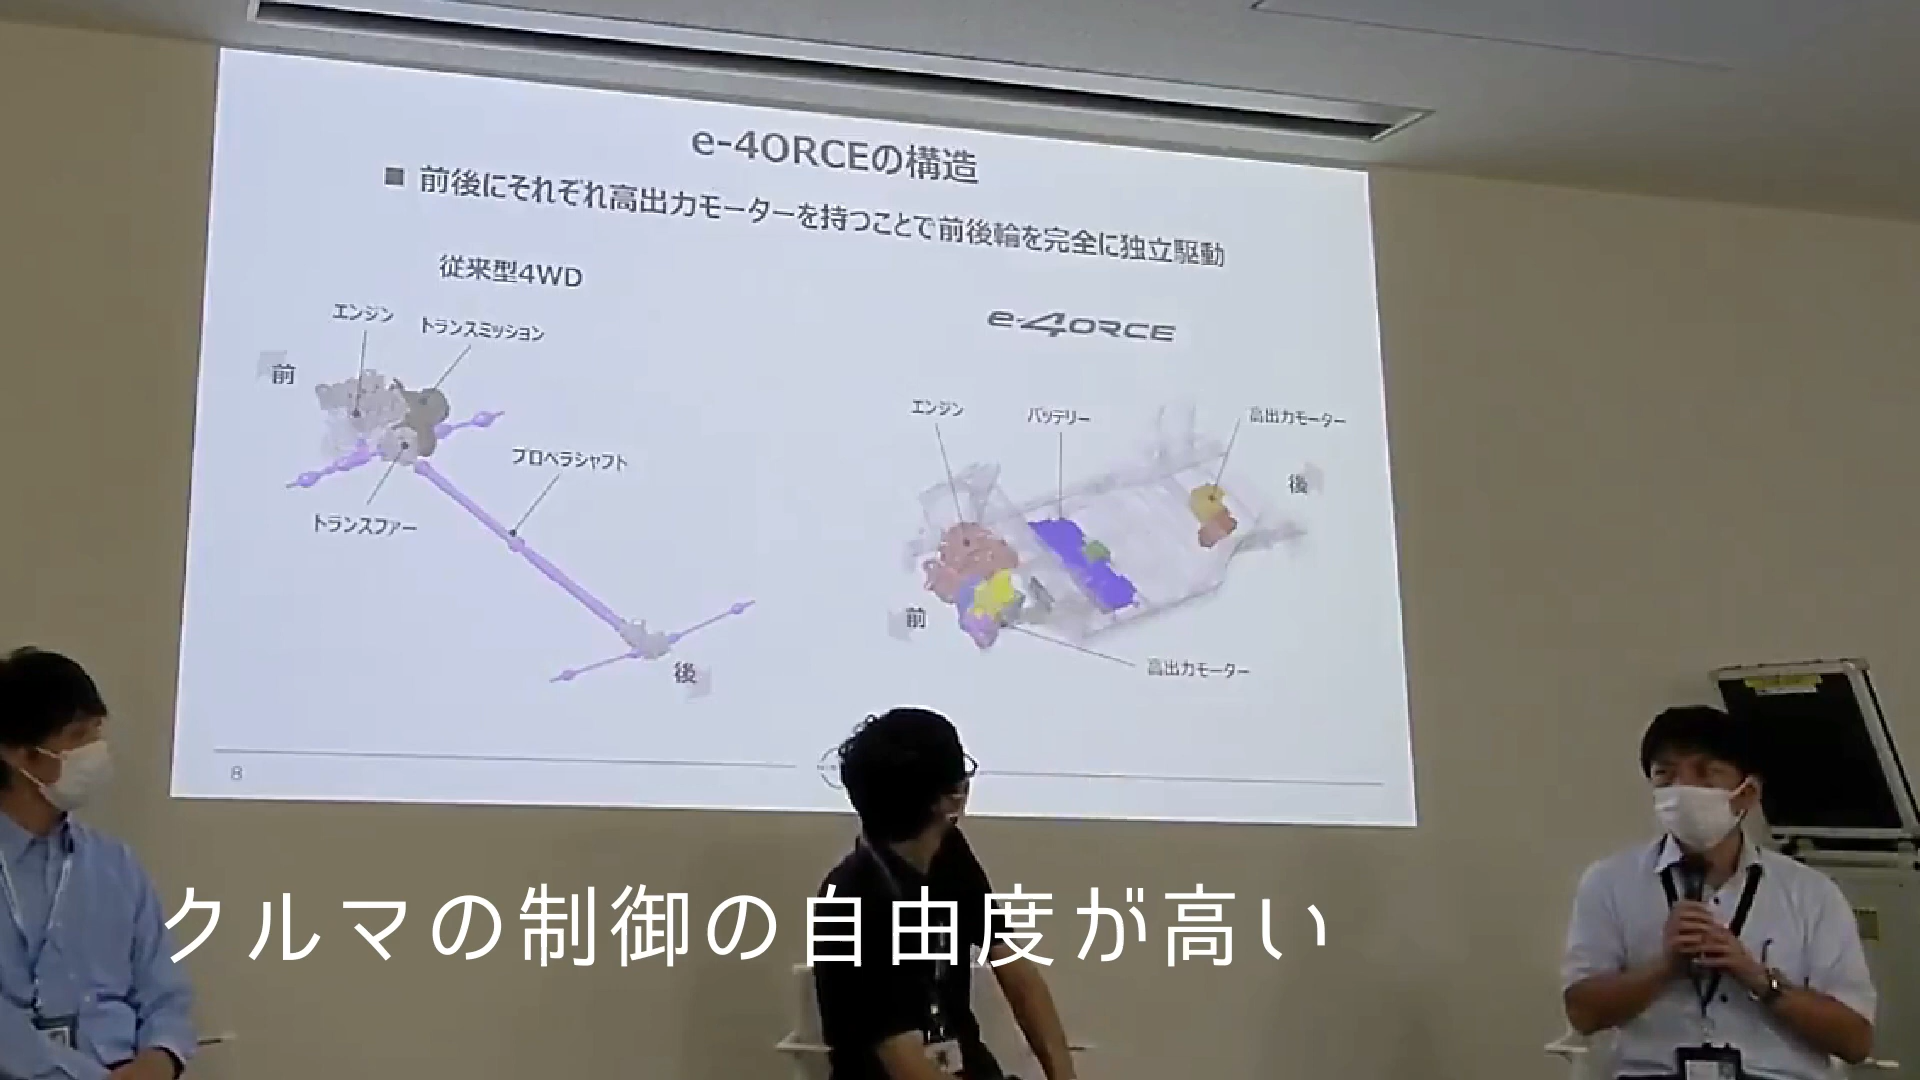 e-4ORCEの構造
■ 前後にそれぞれ高出力モーターを持つことで前後輪を完全に独立駆動
従来型4WD
エンジン
トランスミッション
前
プロペラシャフト
トランスファー
後
e-4ORCE
エンジン
バッテリー
高出力モーター
後
前
高出力モーター
8
クルマの制御の自由度が高い